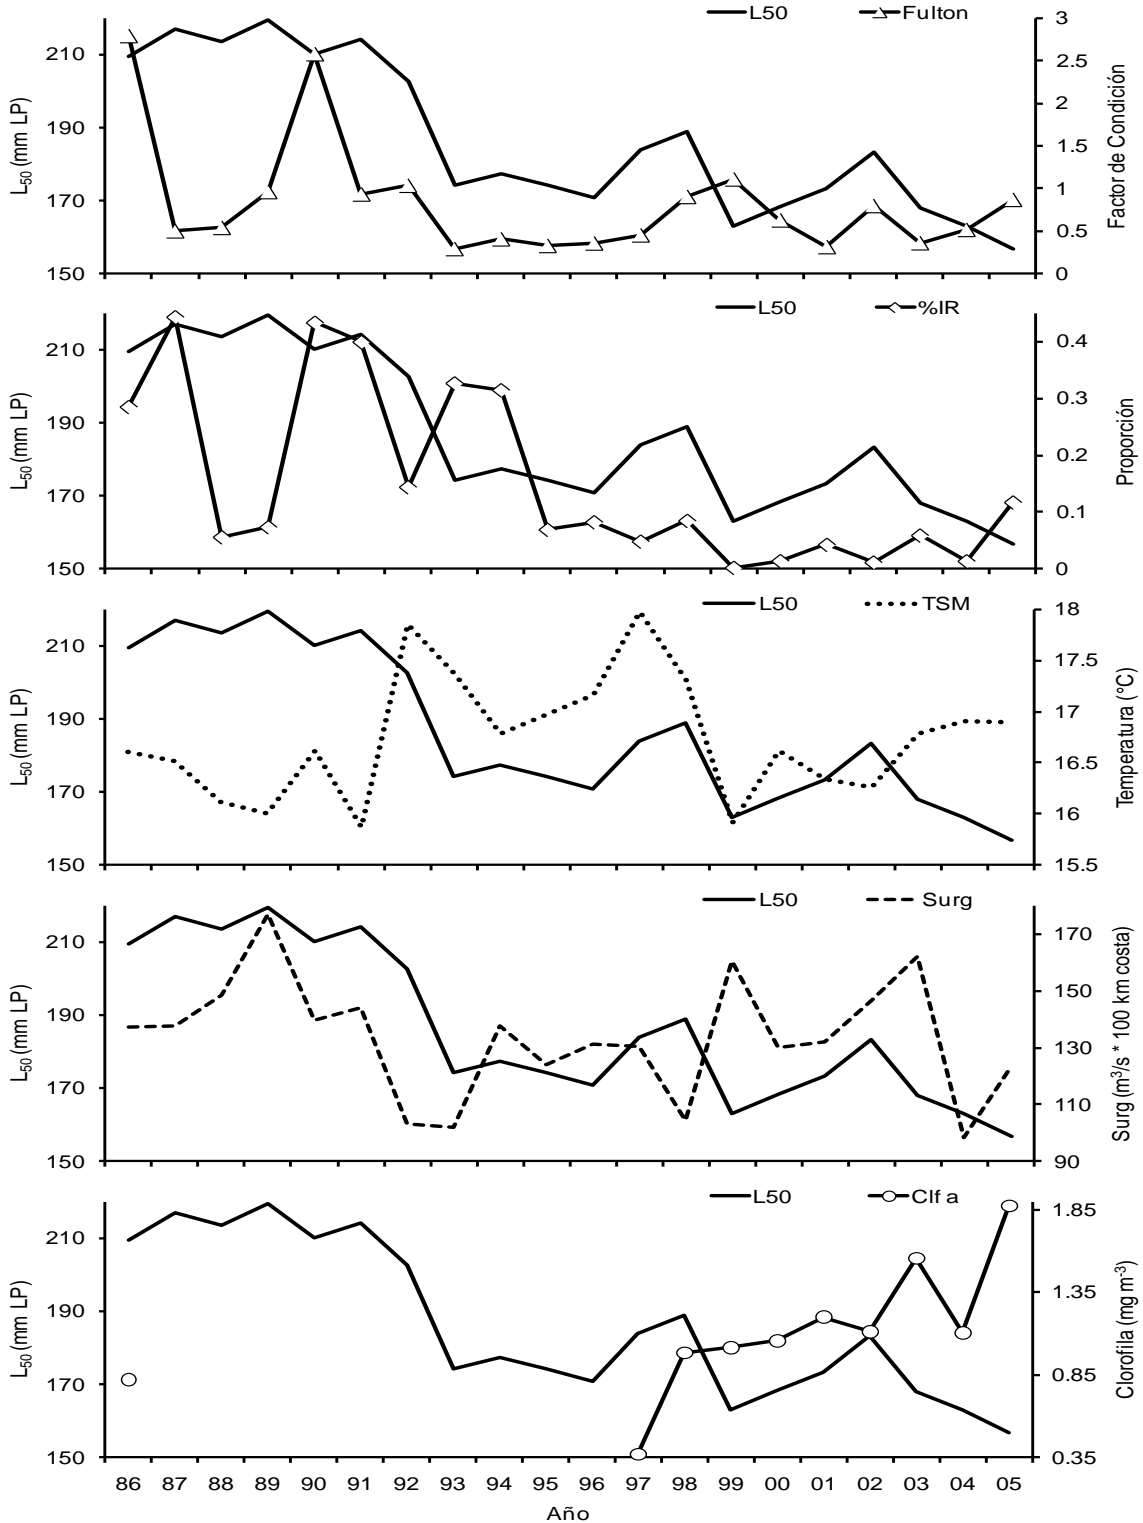 L50 Fulton
3
2.5
2
1.5
1
0.5
0
210
190
170
150
L50 (mm LP)
Factor de Condición
L50 %IR
0.4
0.3
0.2
0.1
0
210
190
170
150
L50 (mm LP)
Proporción
L50 TSM
18
17.5
17
16.5
16
15.5
210
190
170
150
L50 (mm LP)
Temperatura (°C)
L50 Surg
170
150
130
110
90
210
190
170
150
L50 (mm LP)
Surg (m³/s * 100 km costa)
L50 Clf a
1.85
1.35
0.85
0.35
210
190
170
150
L50 (mm LP)
Clorofila (mg m⁻³)
86 87 88 89 90 91 92 93 94 95 96 97 98 99 00 01 02 03 04 05
Año